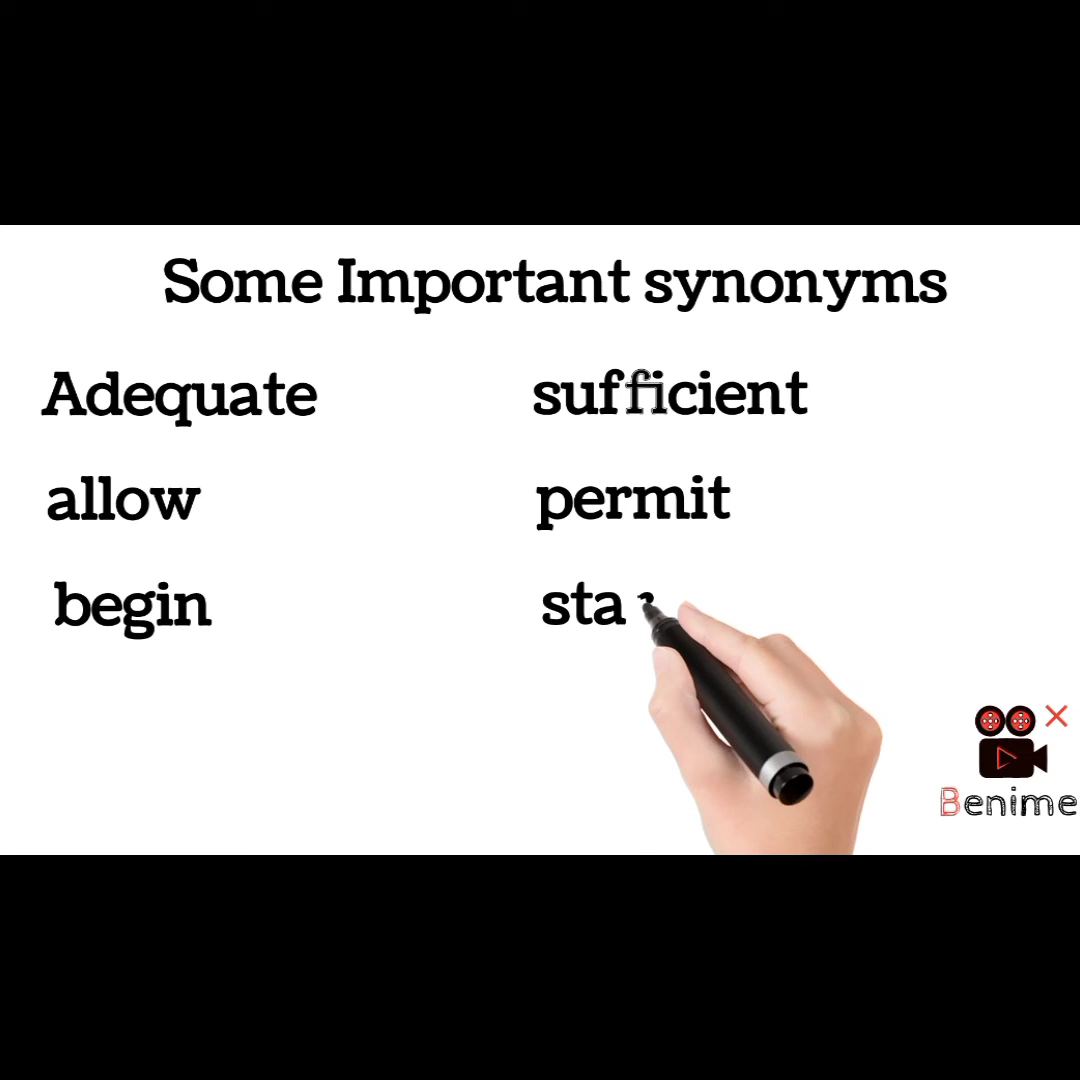 Some Important synonyms
Adequate sufficient
allow permit
begin sta
Benime